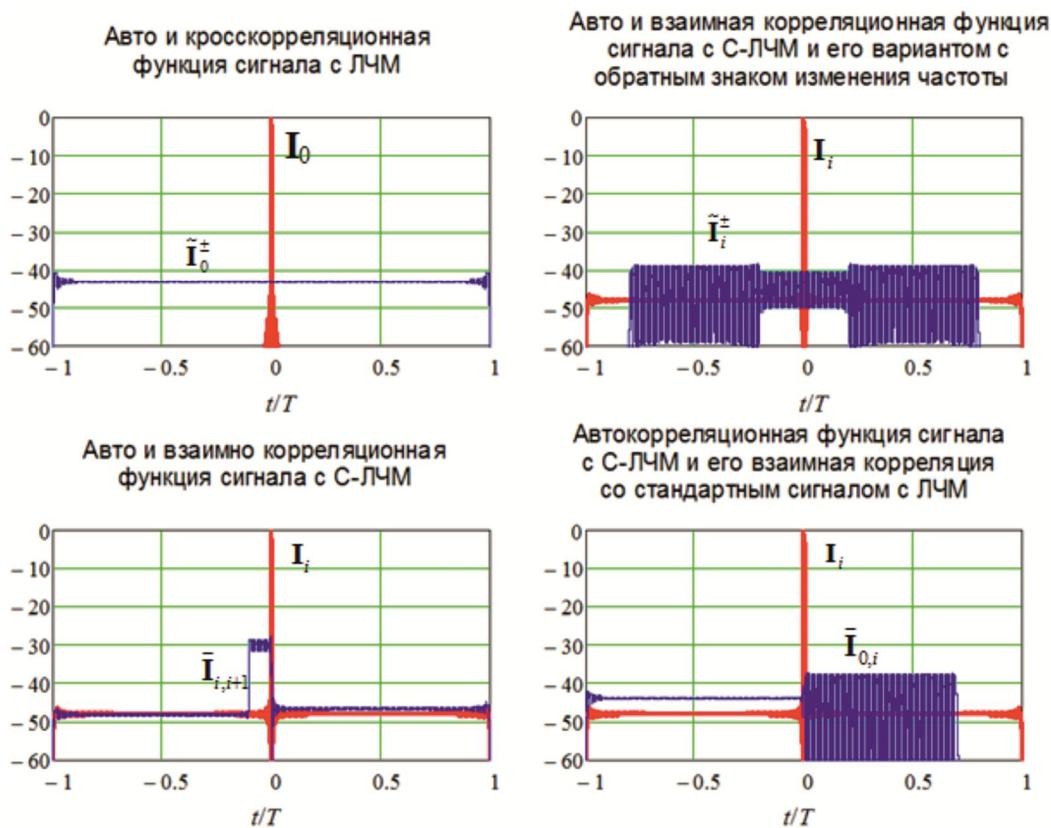 Авто и кросскорреляционная
функция сигнала с ЛЧМ
0
− 10
− 20
− 30
− 40
− 50
− 60
I₀
Ĩ₀±
− 1
− 0.5
0
0.5
1
t/T
Авто и взаимная корреляционная функция
сигнала с С-ЛЧМ и его вариантом с
обратным знаком изменения частоты
0
− 10
− 20
− 30
− 40
− 50
− 60
Iᵢ
Ĩᵢ±
− 1
− 0.5
0
0.5
1
t/T
Авто и взаимно корреляционная
функция сигнала с С-ЛЧМ
0
− 10
− 20
− 30
− 40
− 50
− 60
Iᵢ
Īᵢ,ᵢ₊₁
− 1
− 0.5
0
0.5
1
t/T
Автокорреляционная функция сигнала
с С-ЛЧМ и его взаимная корреляция
со стандартным сигналом с ЛЧМ
0
− 10
− 20
− 30
− 40
− 50
− 60
Iᵢ
Ī₀,ᵢ
− 1
− 0.5
0
0.5
1
t/T